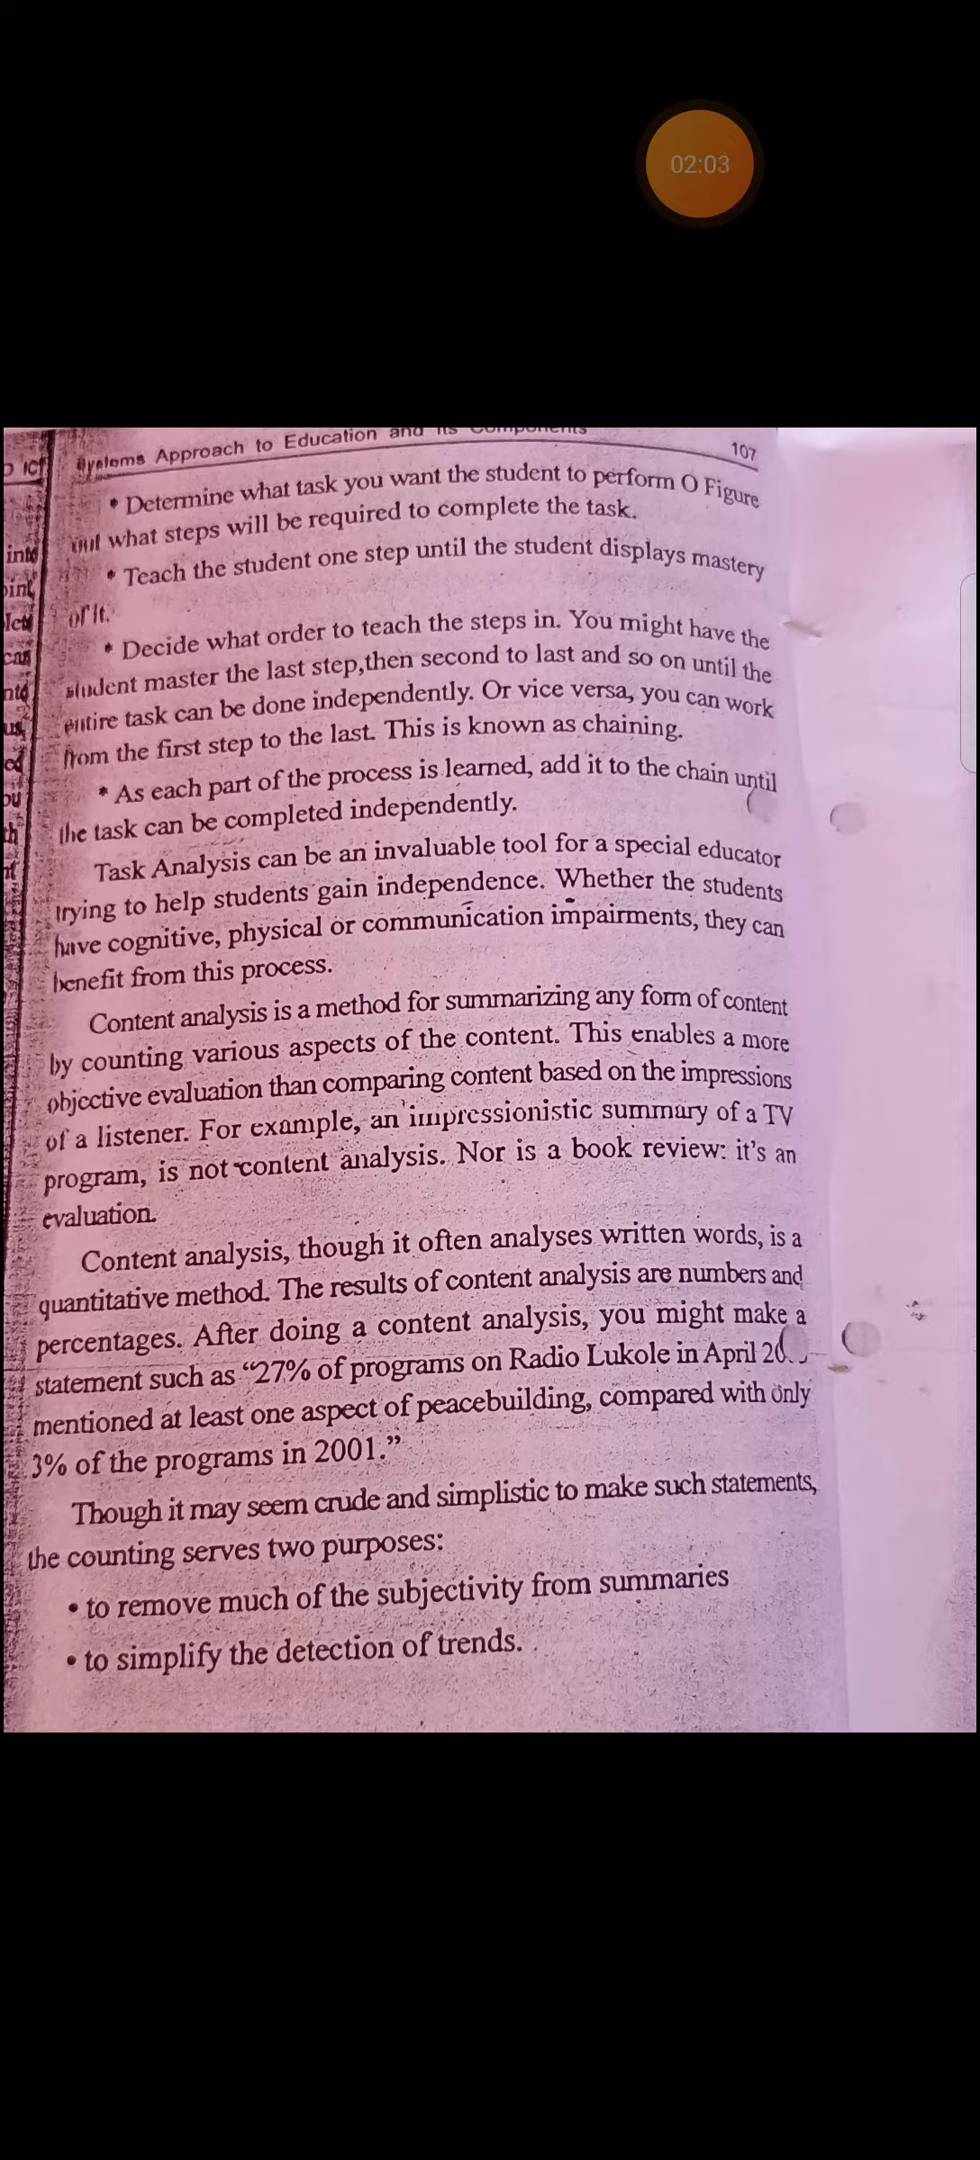 02:03
Systems Approach to Education and its Components
107
* Determine what task you want the student to perform O Figure
out what steps will be required to complete the task.
* Teach the student one step until the student displays mastery
of it.
* Decide what order to teach the steps in. You might have the
student master the last step,then second to last and so on until the
entire task can be done independently. Or vice versa, you can work
from the first step to the last. This is known as chaining.
* As each part of the process is learned, add it to the chain until
the task can be completed independently.
Task Analysis can be an invaluable tool for a special educator
trying to help students gain independence. Whether the students
have cognitive, physical or communication impairments, they can
benefit from this process.
Content analysis is a method for summarizing any form of content
by counting various aspects of the content. This enables a more
objective evaluation than comparing content based on the impressions
of a listener. For example, an impressionistic summary of a TV
program, is not content analysis. Nor is a book review: it's an
evaluation.
Content analysis, though it often analyses written words, is a
quantitative method. The results of content analysis are numbers and
percentages. After doing a content analysis, you might make a
statement such as “27% of programs on Radio Lukole in April
mentioned at least one aspect of peacebuilding, compared with only
3% of the programs in 2001.”
Though it may seem crude and simplistic to make such statements,
the counting serves two purposes:
• to remove much of the subjectivity from summaries
• to simplify the detection of trends.